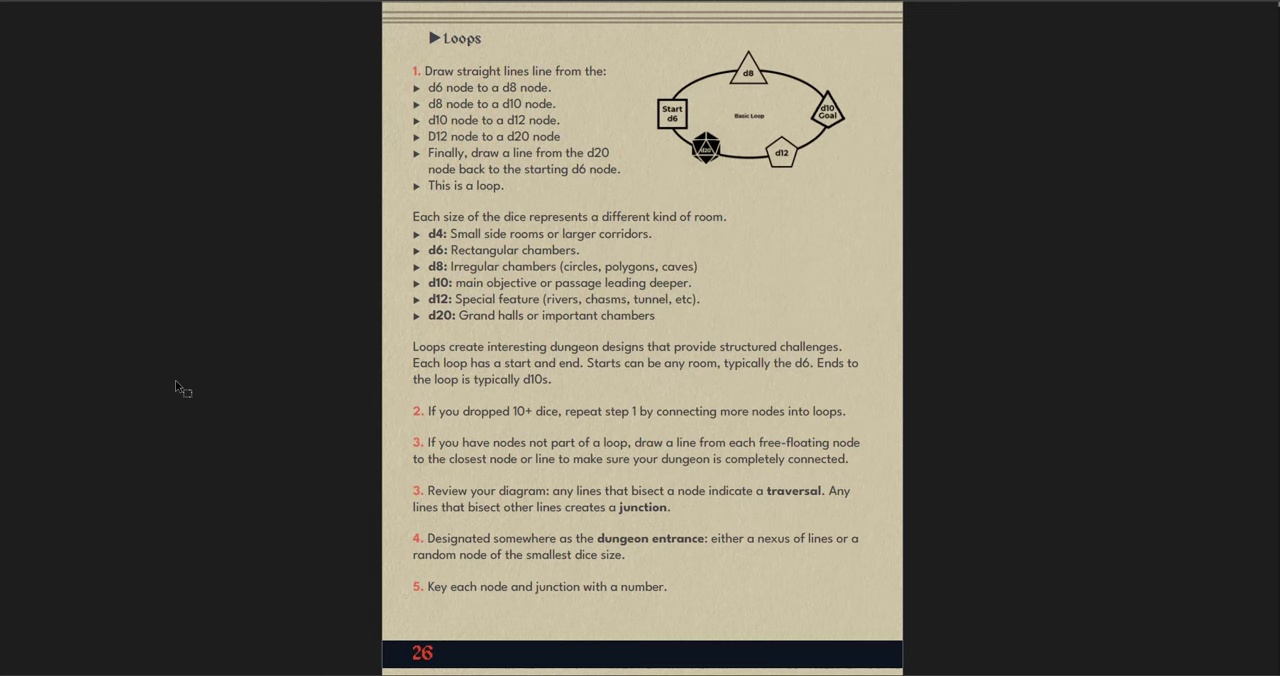 Loops
1. Draw straight lines line from the:
d6 node to a d8 node.
d8 node to a d10 node.
d10 node to a d12 node.
D12 node to a d20 node
Finally, draw a line from the d20
node back to the starting d6 node.
This is a loop.
d8
Start
d6
Basic Loop
d10
Goal
d20
d12
Each size of the dice represents a different kind of room.
d4: Small side rooms or larger corridors.
d6: Rectangular chambers.
d8: Irregular chambers (circles, polygons, caves)
d10: main objective or passage leading deeper.
d12: Special feature (rivers, chasms, tunnel, etc).
d20: Grand halls or important chambers
Loops create interesting dungeon designs that provide structured challenges.
Each loop has a start and end. Starts can be any room, typically the d6. Ends to
the loop is typically d10s.
2. If you dropped 10+ dice, repeat step 1 by connecting more nodes into loops.
3. If you have nodes not part of a loop, draw a line from each free-floating node
to the closest node or line to make sure your dungeon is completely connected.
3. Review your diagram: any lines that bisect a node indicate a traversal. Any
lines that bisect other lines creates a junction.
4. Designated somewhere as the dungeon entrance: either a nexus of lines or a
random node of the smallest dice size.
5. Key each node and junction with a number.
26